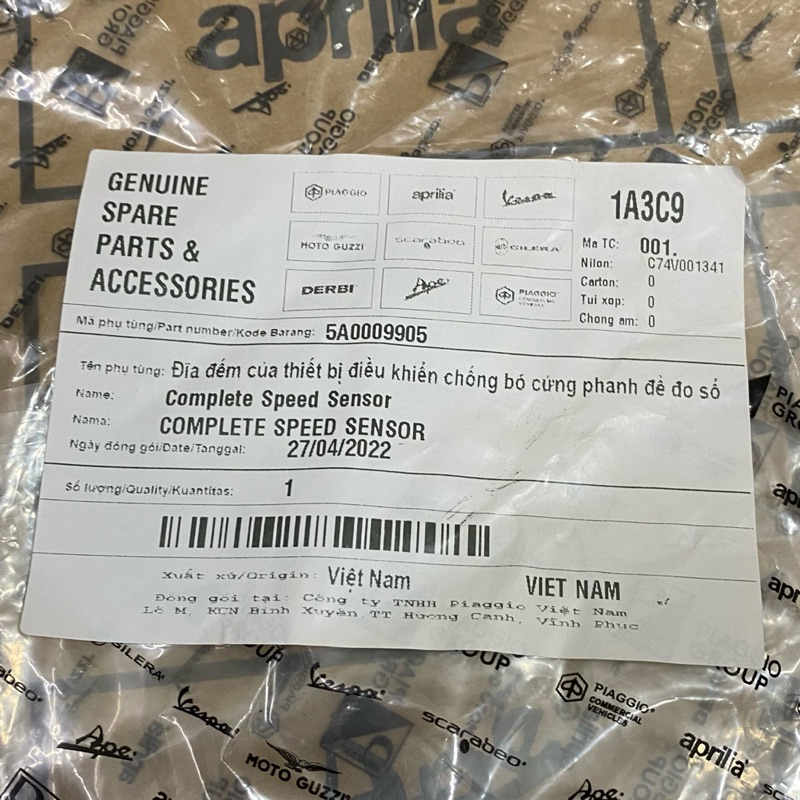 aprilia
GENUINE
SPARE
PARTS &
ACCESSORIES
PIAGGIO
aprilia
Vespa
MOTO GUZZI
scarabeo
GILERA
DERBI
Ape
PIAGGIO
COMMERCIAL
VEHICLES
1A3C9
Ma TC: 001.
Nilon: C74V001341
Carton: 0
Tui xop: 0
Chong am: 0
Mã phụ tùng/Part number/Kode Barang: 5A0009905
Tên phụ tùng: Đĩa đếm của thiết bị điều khiển chống bó cứng phanh đề đo số
Name: Complete Speed Sensor
Nama: COMPLETE SPEED SENSOR
Ngày đóng gói/Date/Tanggal: 27/04/2022
Số lượng/Quality/Kuantitas: 1
Xuất xứ/Origin: Việt Nam VIET NAM
Đóng gói tại: Công ty TNHH Piaggio Việt Nam
Lô M, KCN Bình Xuyên TT Hương Canh, Vĩnh Phúc
GILERA
Vespa
Vespa
PIAGGIO
COMMERCIAL
VEHICLES
Ape
scarabeo
aprilia
MOTO GUZZI
Ape